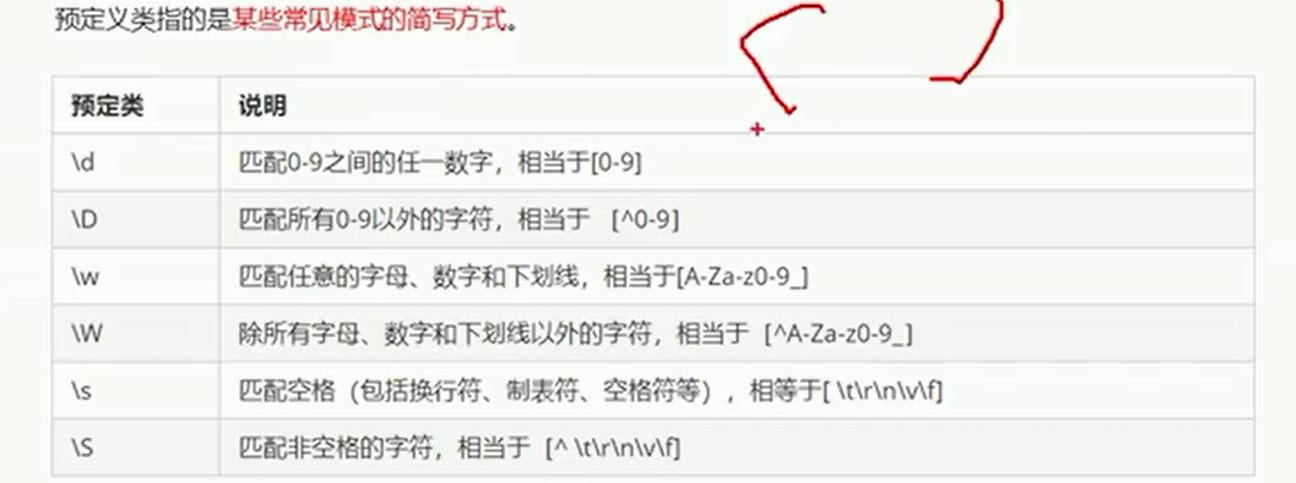 预定义类指的是某些常见模式的简写方式。
预定类 说明
\d 匹配0-9之间的任一数字，相当于[0-9]
\D 匹配所有0-9以外的字符，相当于 [^0-9]
\w 匹配任意的字母、数字和下划线，相当于[A-Za-z0-9_]
\W 除所有字母、数字和下划线以外的字符，相当于 [^A-Za-z0-9_]
\s 匹配空格（包括换行符、制表符、空格符等），相等于[ \t\r\n\v\f]
\S 匹配非空格的字符，相当于 [^ \t\r\n\v\f]